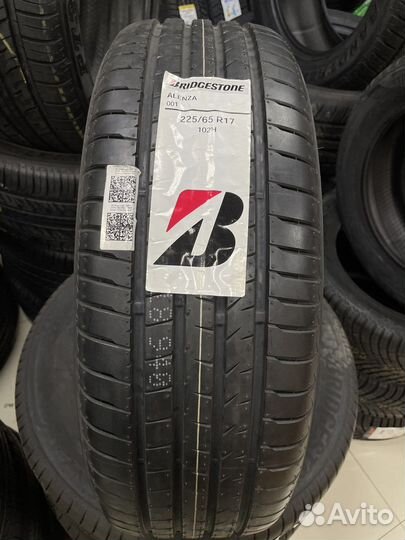 BRIDGESTONE
ALENZA
001
225/65 R17
102H
B
Avito